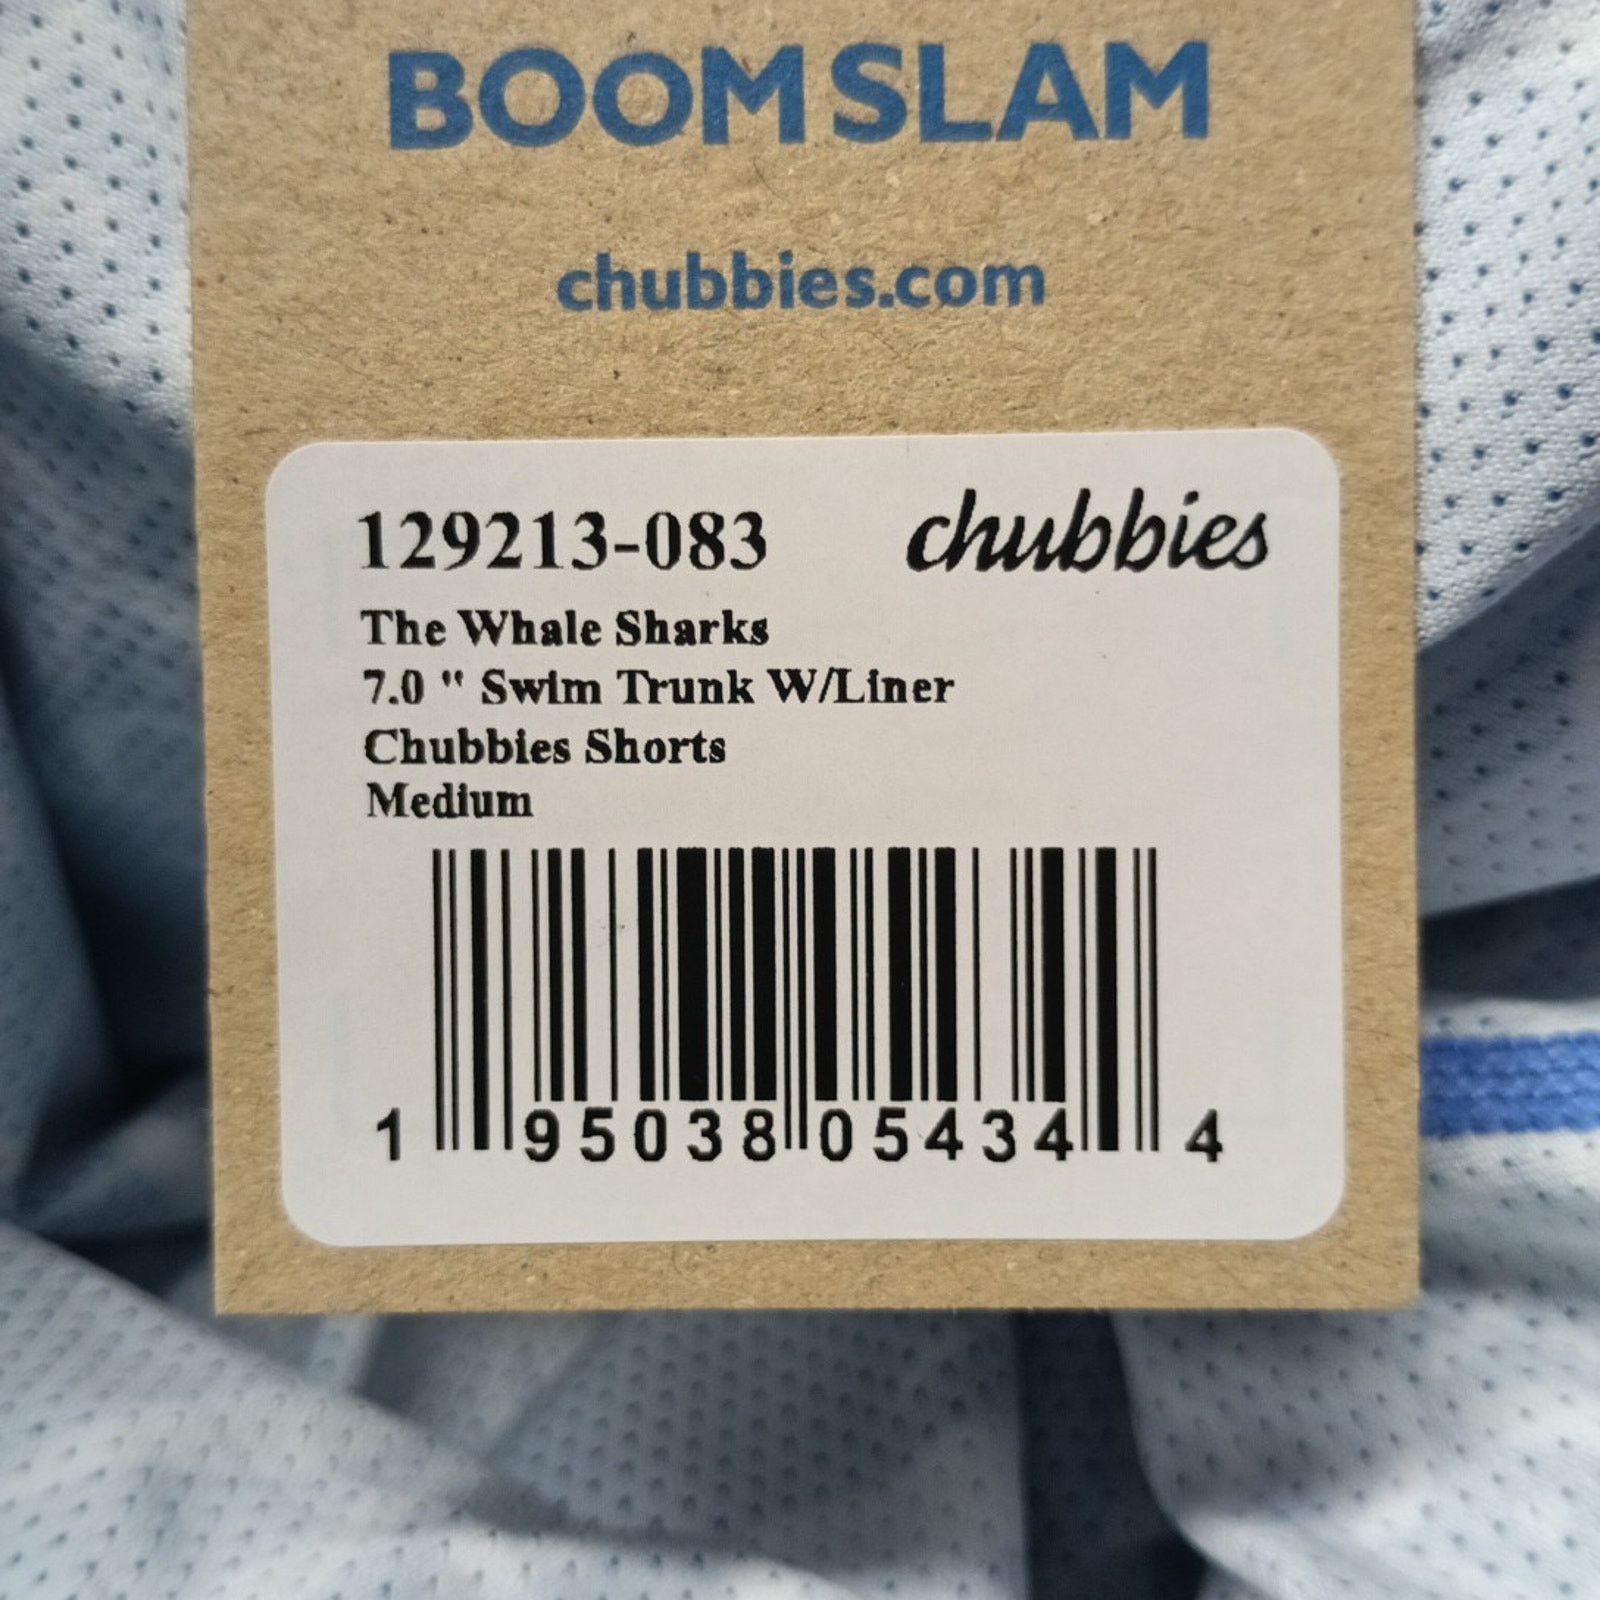 BOOM SLAM
chubbies.com
129213-083 chubbies
The Whale Sharks
7.0 " Swim Trunk W/Liner
Chubbies Shorts
Medium
1 95038 05434 4